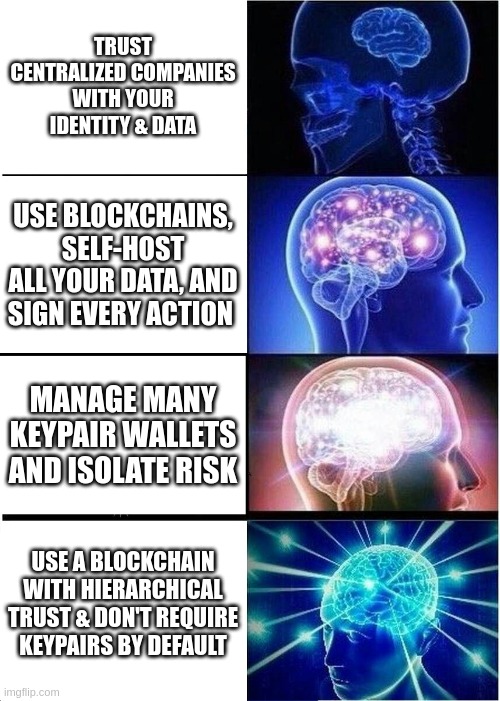 TRUST
CENTRALIZED COMPANIES
WITH YOUR
IDENTITY & DATA
USE BLOCKCHAINS,
SELF-HOST
ALL YOUR DATA, AND
SIGN EVERY ACTION
MANAGE MANY
KEYPAIR WALLETS
AND ISOLATE RISK
USE A BLOCKCHAIN
WITH HIERARCHICAL
TRUST & DON'T REQUIRE
KEYPAIRS BY DEFAULT
imgflip.com